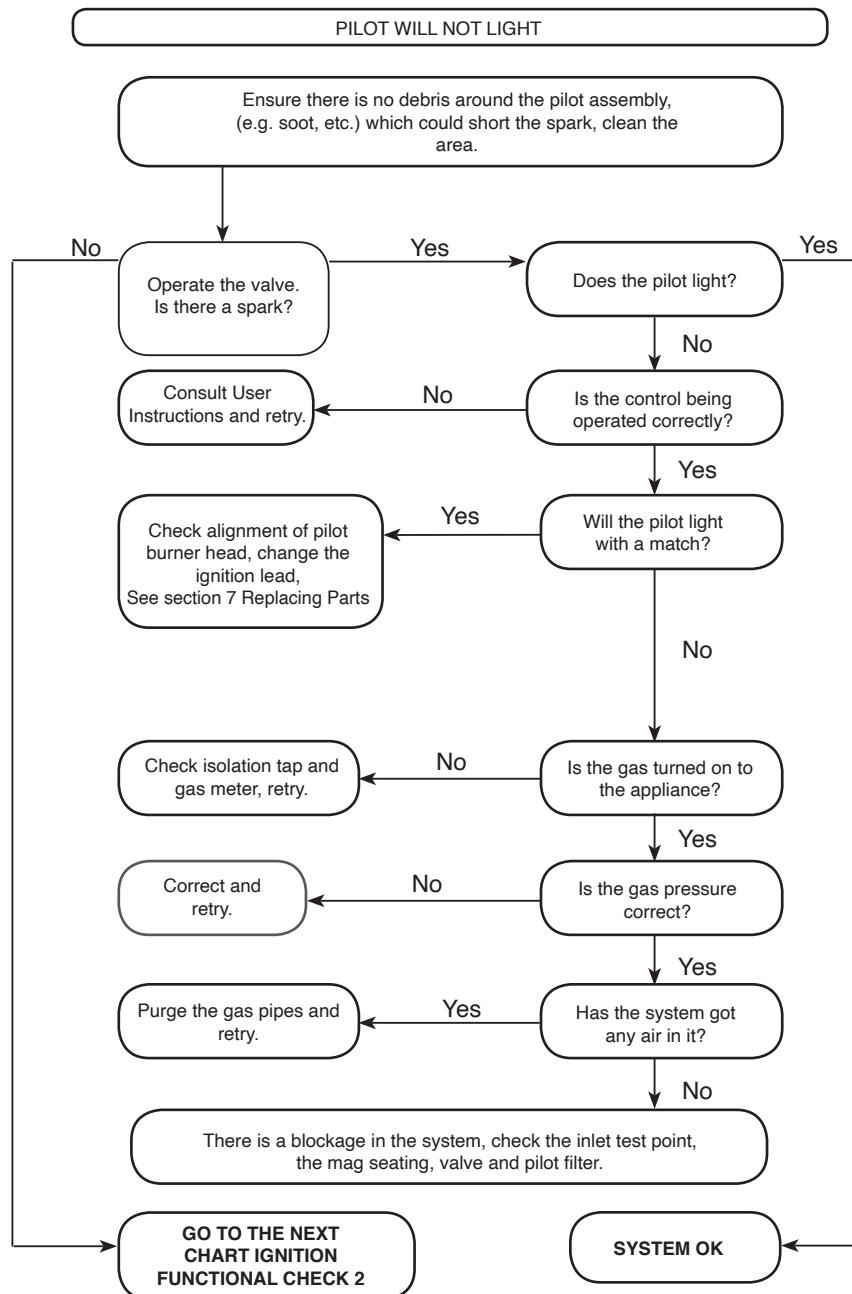 PILOT WILL NOT LIGHT
Ensure there is no debris around the pilot assembly,
(e.g. soot, etc.) which could short the spark, clean the
area.
No
Operate the valve.
Is there a spark?
Yes
Does the pilot light?
Yes
No
Consult User
Instructions and retry.
No
Is the control being
operated correctly?
Yes
Check alignment of pilot
burner head, change the
ignition lead,
See section 7 Replacing Parts
Yes
Will the pilot light
with a match?
No
Check isolation tap and
gas meter, retry.
No
Is the gas turned on to
the appliance?
Yes
Correct and
retry.
No
Is the gas pressure
correct?
Yes
Purge the gas pipes and
retry.
Yes
Has the system got
any air in it?
No
There is a blockage in the system, check the inlet test point,
the mag seating, valve and pilot filter.
GO TO THE NEXT
CHART IGNITION
FUNCTIONAL CHECK 2
SYSTEM OK